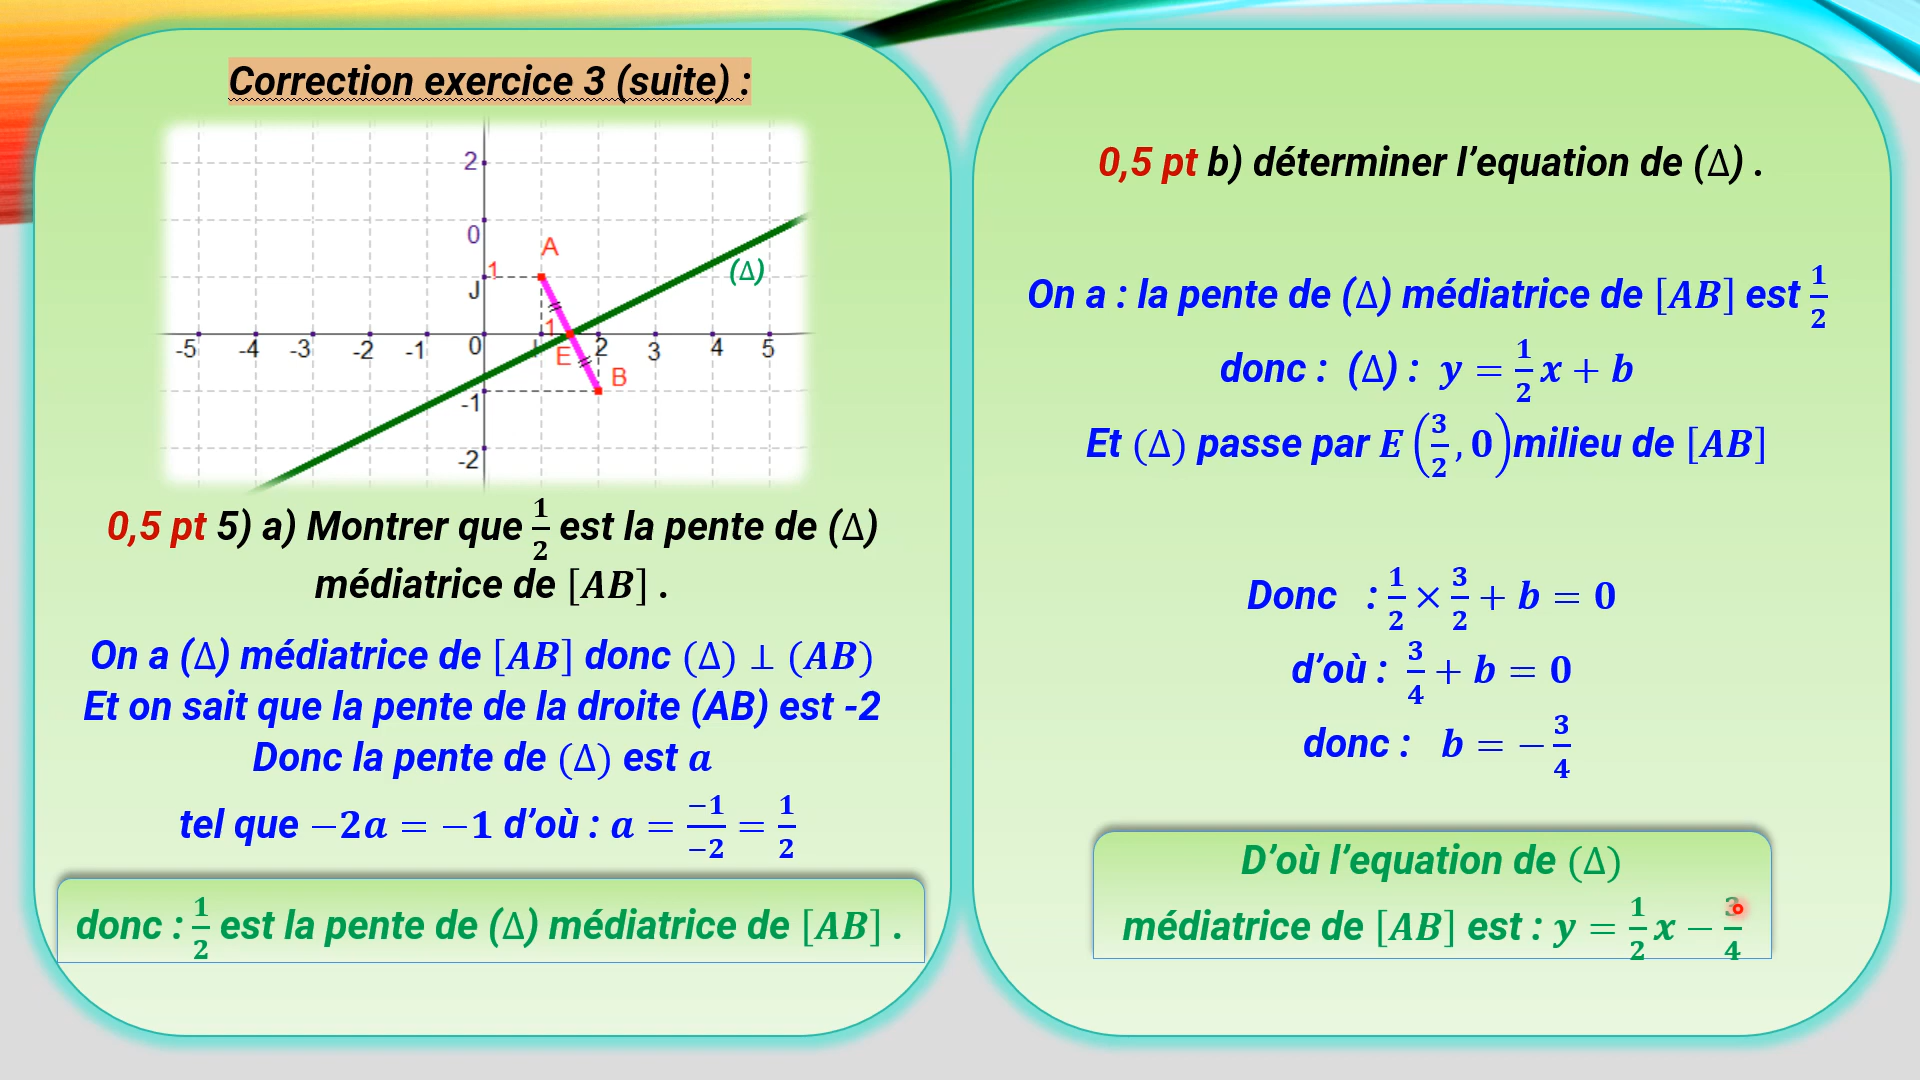 Correction exercice 3 (suite) :
2
0
A
1
J
(Δ)
1
-5 -4 -3 -2 -1 0 2 3 4 5
E
B
-1
-2
0,5 pt 5) a) Montrer que 1/2 est la pente de (Δ)
médiatrice de [AB] .
On a (Δ) médiatrice de [AB] donc (Δ) ⊥ (AB)
Et on sait que la pente de la droite (AB) est -2
Donc la pente de (Δ) est a
tel que −2a = −1 d’où : a = −1/−2 = 1/2
donc : 1/2 est la pente de (Δ) médiatrice de [AB] .
0,5 pt b) déterminer l’equation de (Δ) .
On a : la pente de (Δ) médiatrice de [AB] est 1/2
donc : (Δ) : y = 1/2 x + b
Et (Δ) passe par E (3/2 , 0) milieu de [AB]
Donc : 1/2 × 3/2 + b = 0
d’où : 3/4 + b = 0
donc : b = − 3/4
D’où l’equation de (Δ)
médiatrice de [AB] est : y = 1/2 x − 3/4